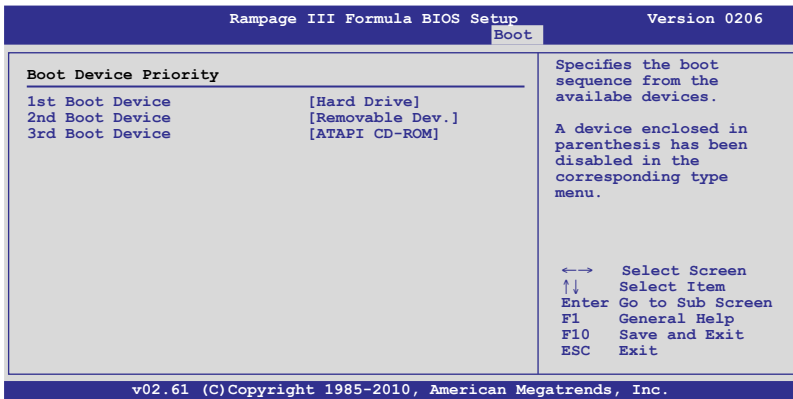 Rampage III Formula BIOS Setup Version 0206
Boot
Boot Device Priority
1st Boot Device [Hard Drive]
2nd Boot Device [Removable Dev.]
3rd Boot Device [ATAPI CD-ROM]
Specifies the boot
sequence from the
availabe devices.
A device enclosed in
parenthesis has been
disabled in the
corresponding type
menu.
←→ Select Screen
↑↓ Select Item
Enter Go to Sub Screen
F1 General Help
F10 Save and Exit
ESC Exit
v02.61 (C)Copyright 1985-2010, American Megatrends, Inc.